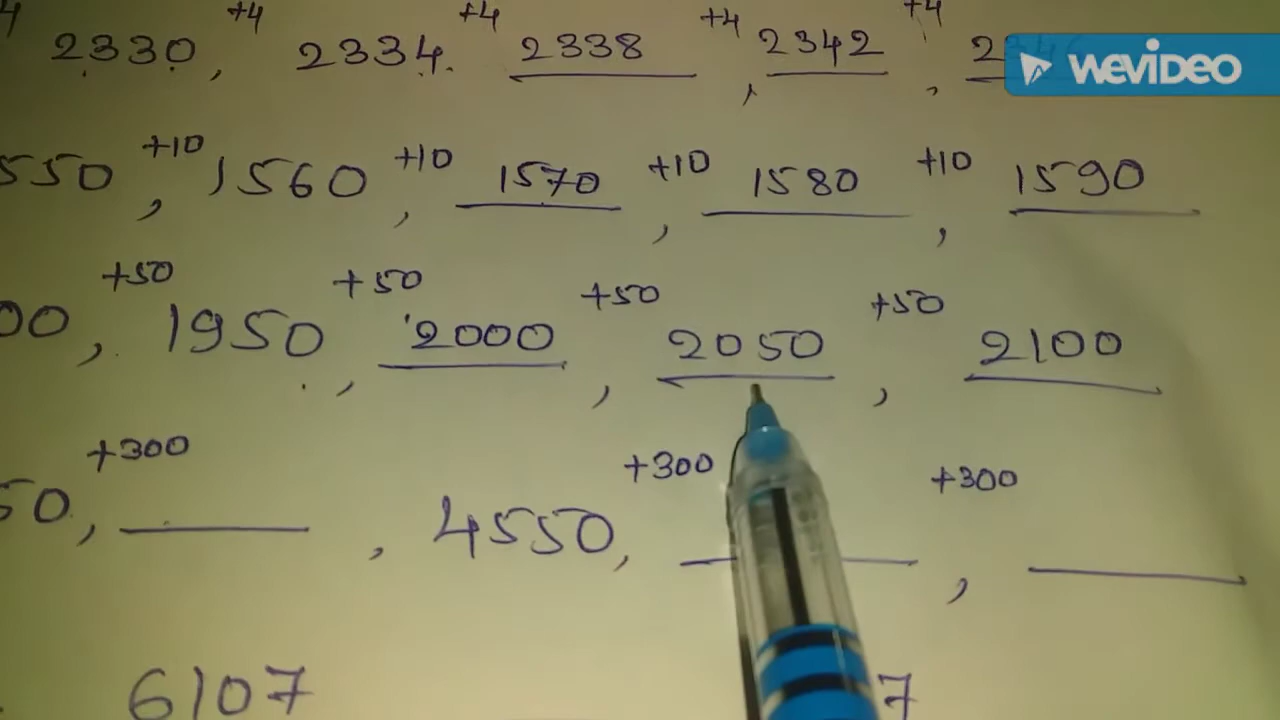 4 +4 +4 +4 +4
2330, 2334. 2338, 2342,
WEVIDEO
+10 +10 +10 +10
550, 1560, 1570, 1580, 1590
+50 +50 +50 +50
00, 1950, 2000, 2050, 2100
+300 +300 +300
50, , 4550, ,
6107 7